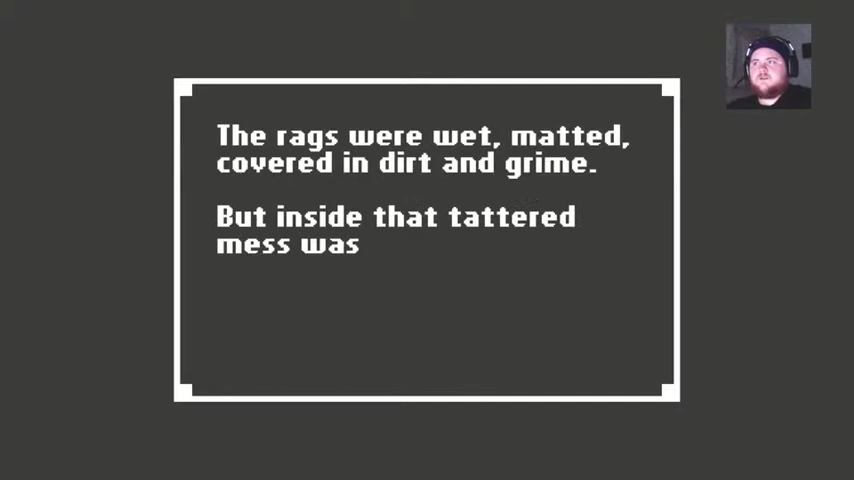 The rags were wet, matted,
covered in dirt and grime.
But inside that tattered
mess was